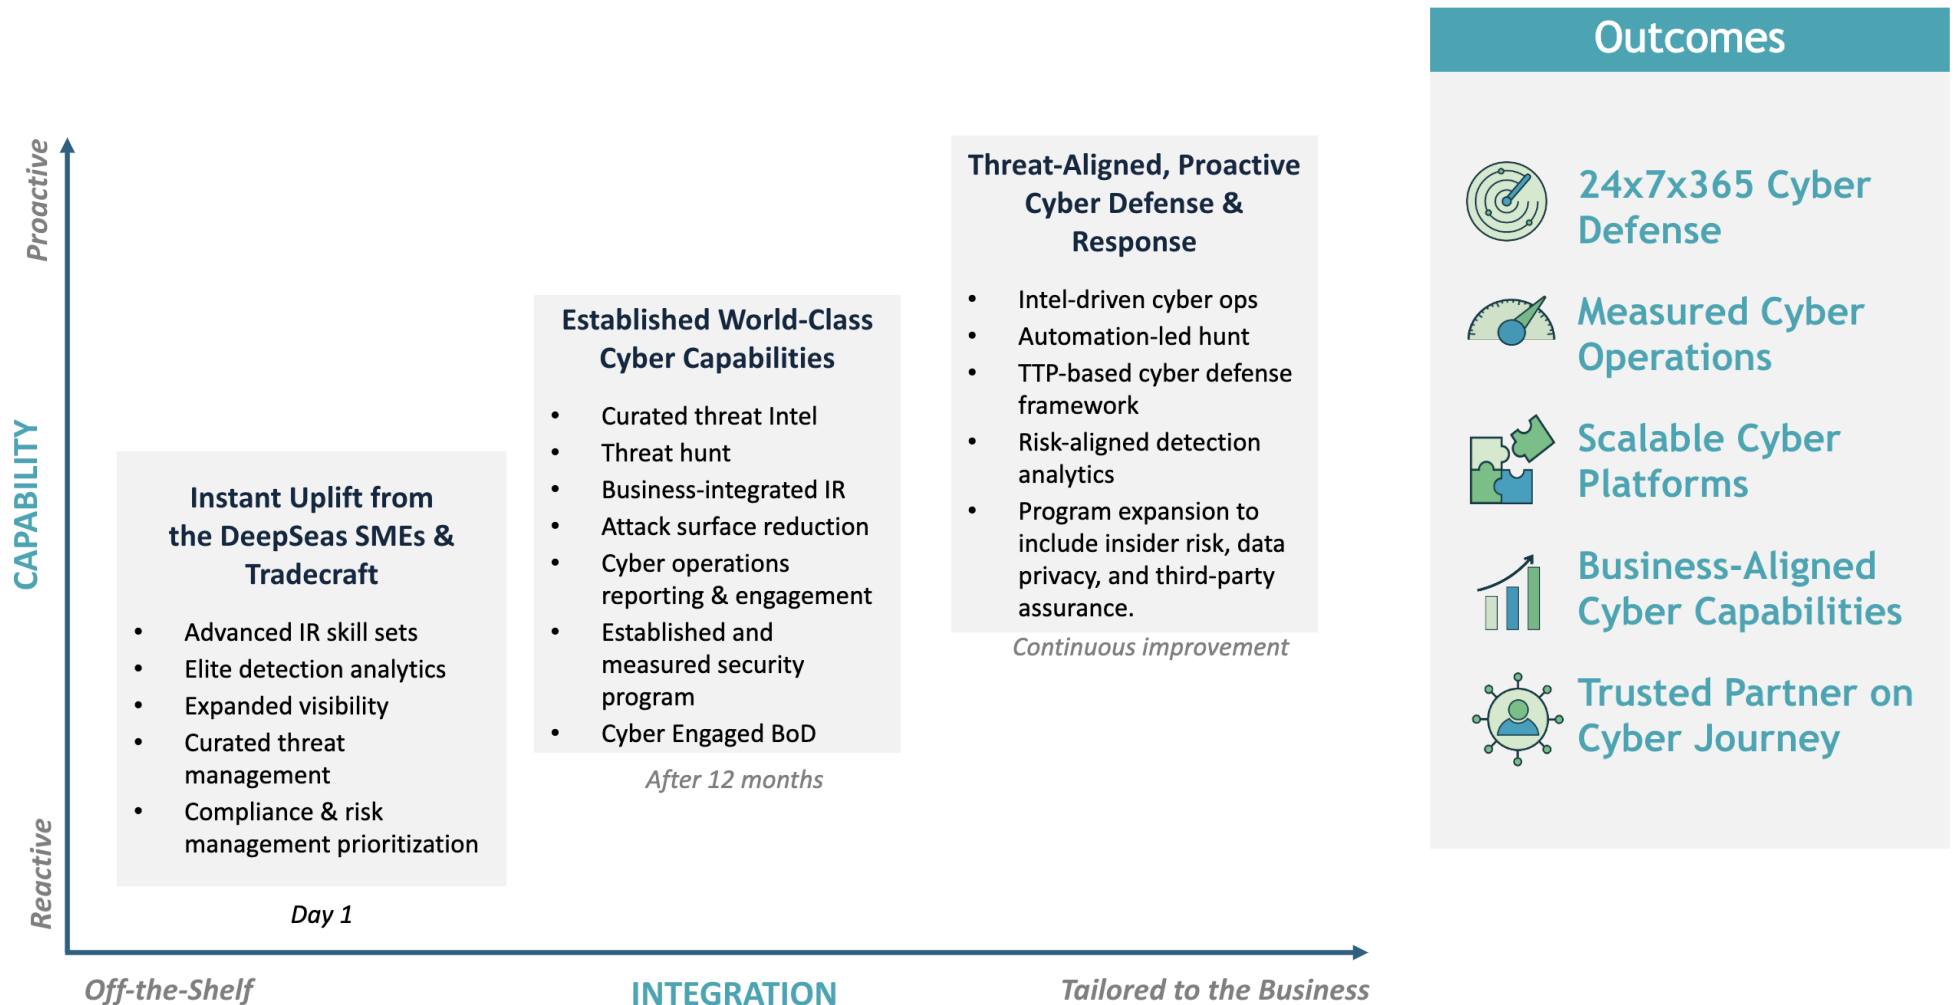 Outcomes
Proactive
CAPABILITY
Reactive
Instant Uplift from
the DeepSeas SMEs &
Tradecraft
• Advanced IR skill sets
• Elite detection analytics
• Expanded visibility
• Curated threat
management
• Compliance & risk
management prioritization
Day 1
Established World-Class
Cyber Capabilities
• Curated threat Intel
• Threat hunt
• Business-integrated IR
• Attack surface reduction
• Cyber operations
reporting & engagement
• Established and
measured security
program
• Cyber Engaged BoD
After 12 months
Threat-Aligned, Proactive
Cyber Defense &
Response
• Intel-driven cyber ops
• Automation-led hunt
• TTP-based cyber defense
framework
• Risk-aligned detection
analytics
• Program expansion to
include insider risk, data
privacy, and third-party
assurance.
Continuous improvement
Off-the-Shelf
INTEGRATION
Tailored to the Business
24x7x365 Cyber
Defense
Measured Cyber
Operations
Scalable Cyber
Platforms
Business-Aligned
Cyber Capabilities
Trusted Partner on
Cyber Journey